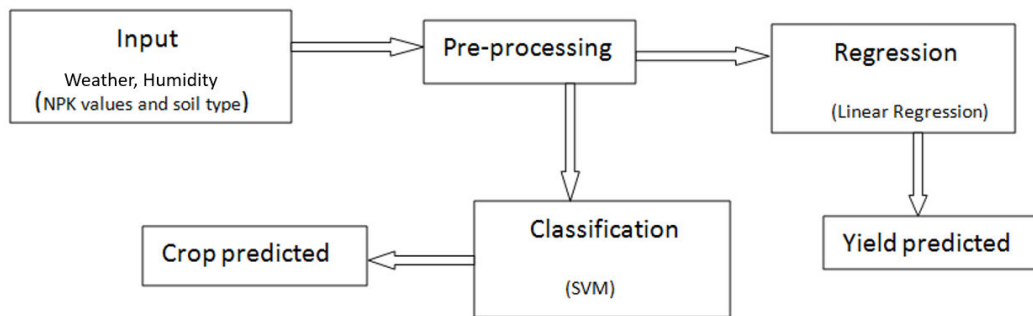 Input
Weather, Humidity
(NPK values and soil type)
Pre-processing
Regression
(Linear Regression)
Classification
(SVM)
Crop predicted
Yield predicted